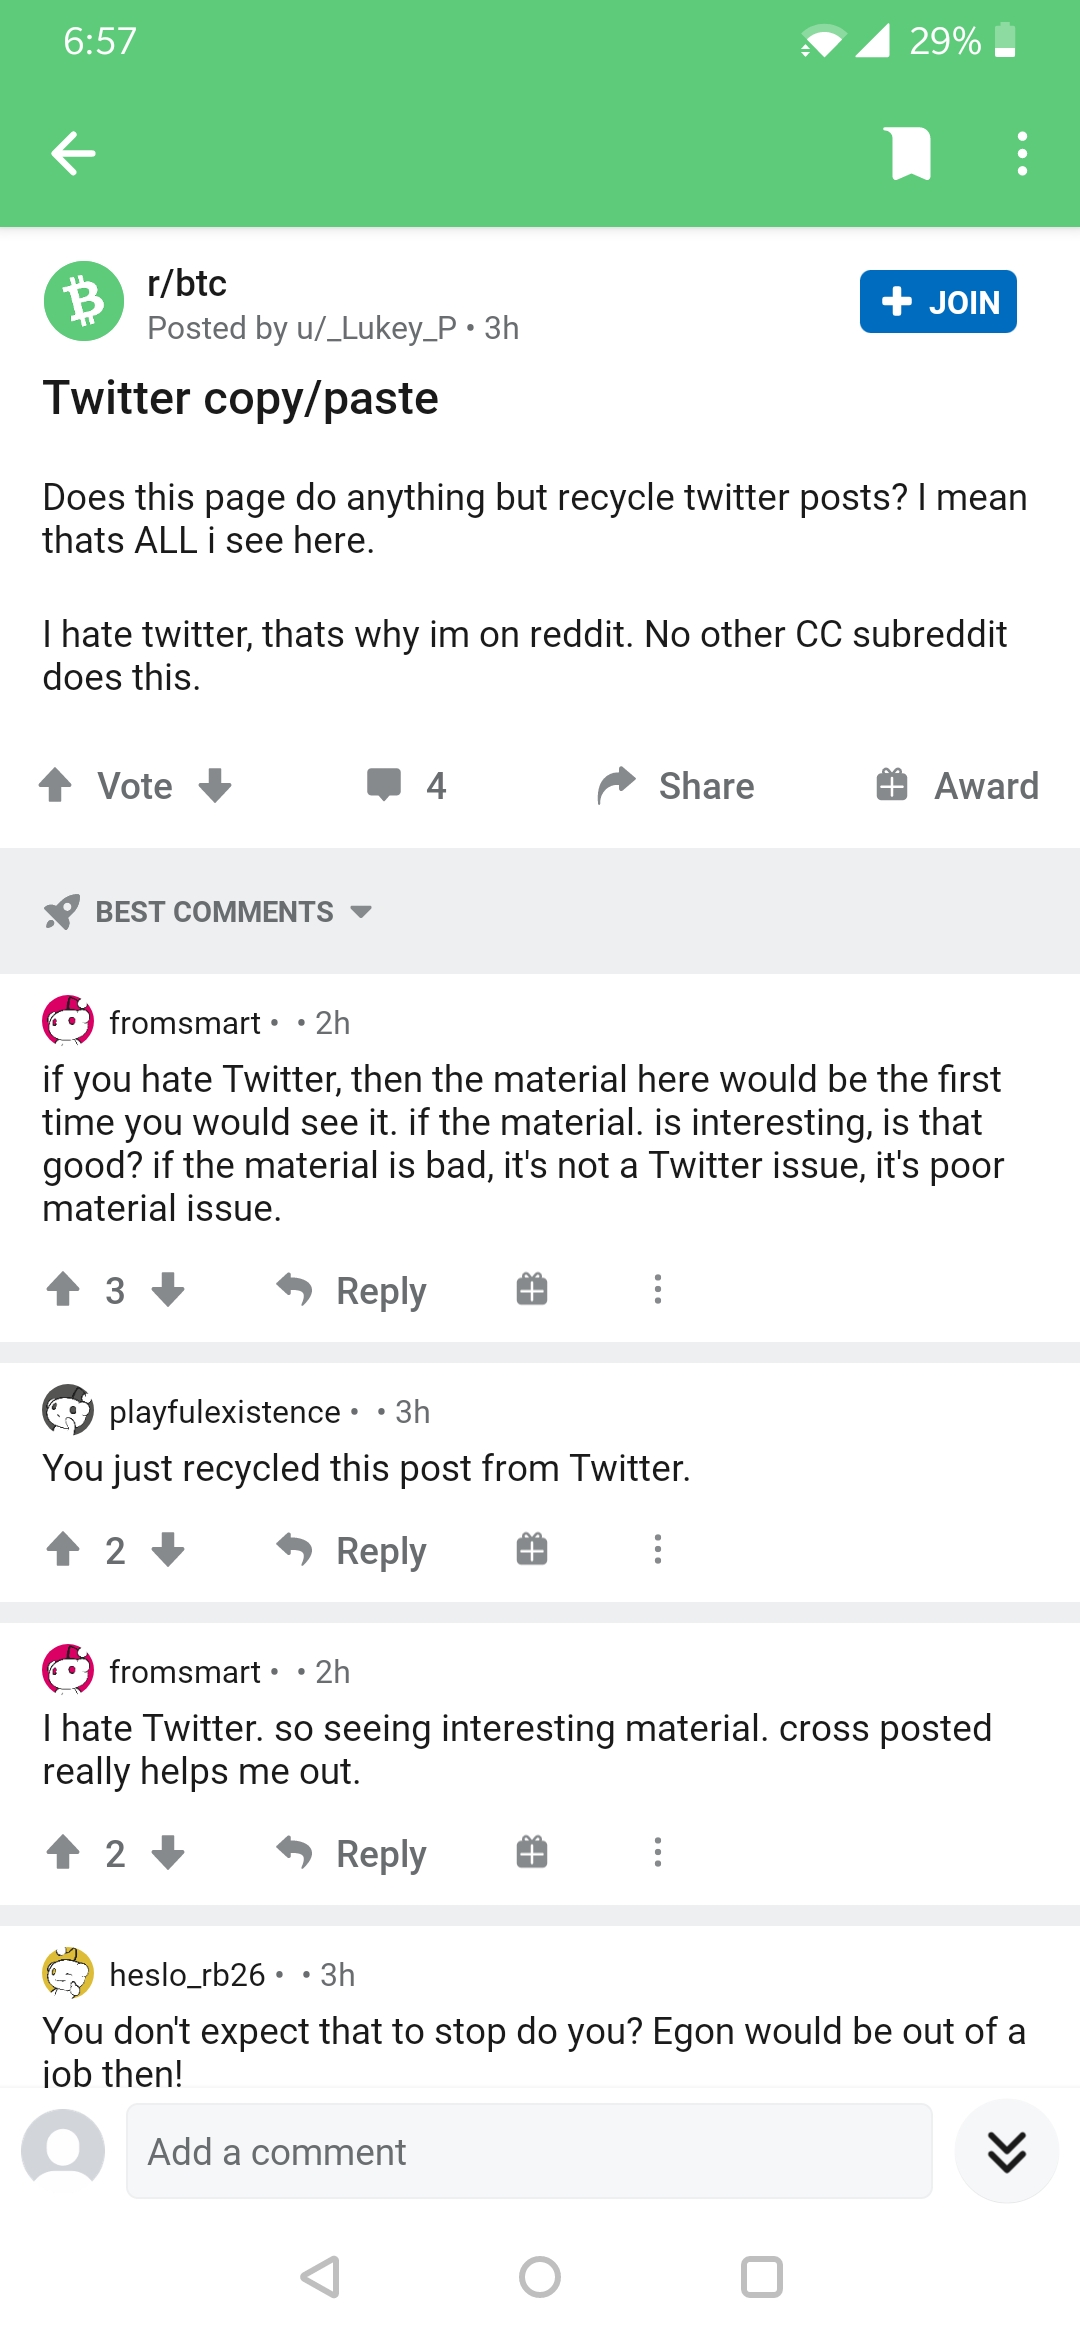 6:57
29%
r/btc
Posted by u/_Lukey_P • 3h
JOIN
Twitter copy/paste
Does this page do anything but recycle twitter posts? I mean
thats ALL i see here.
I hate twitter, thats why im on reddit. No other CC subreddit
does this.
Vote
4
Share
Award
BEST COMMENTS
fromsmart • • 2h
if you hate Twitter, then the material here would be the first
time you would see it. if the material. is interesting, is that
good? if the material is bad, it's not a Twitter issue, it's poor
material issue.
3
Reply
playfulexistence • • 3h
You just recycled this post from Twitter.
2
Reply
fromsmart • • 2h
I hate Twitter. so seeing interesting material. cross posted
really helps me out.
2
Reply
heslo_rb26 • • 3h
You don't expect that to stop do you? Egon would be out of a
job then!
Add a comment